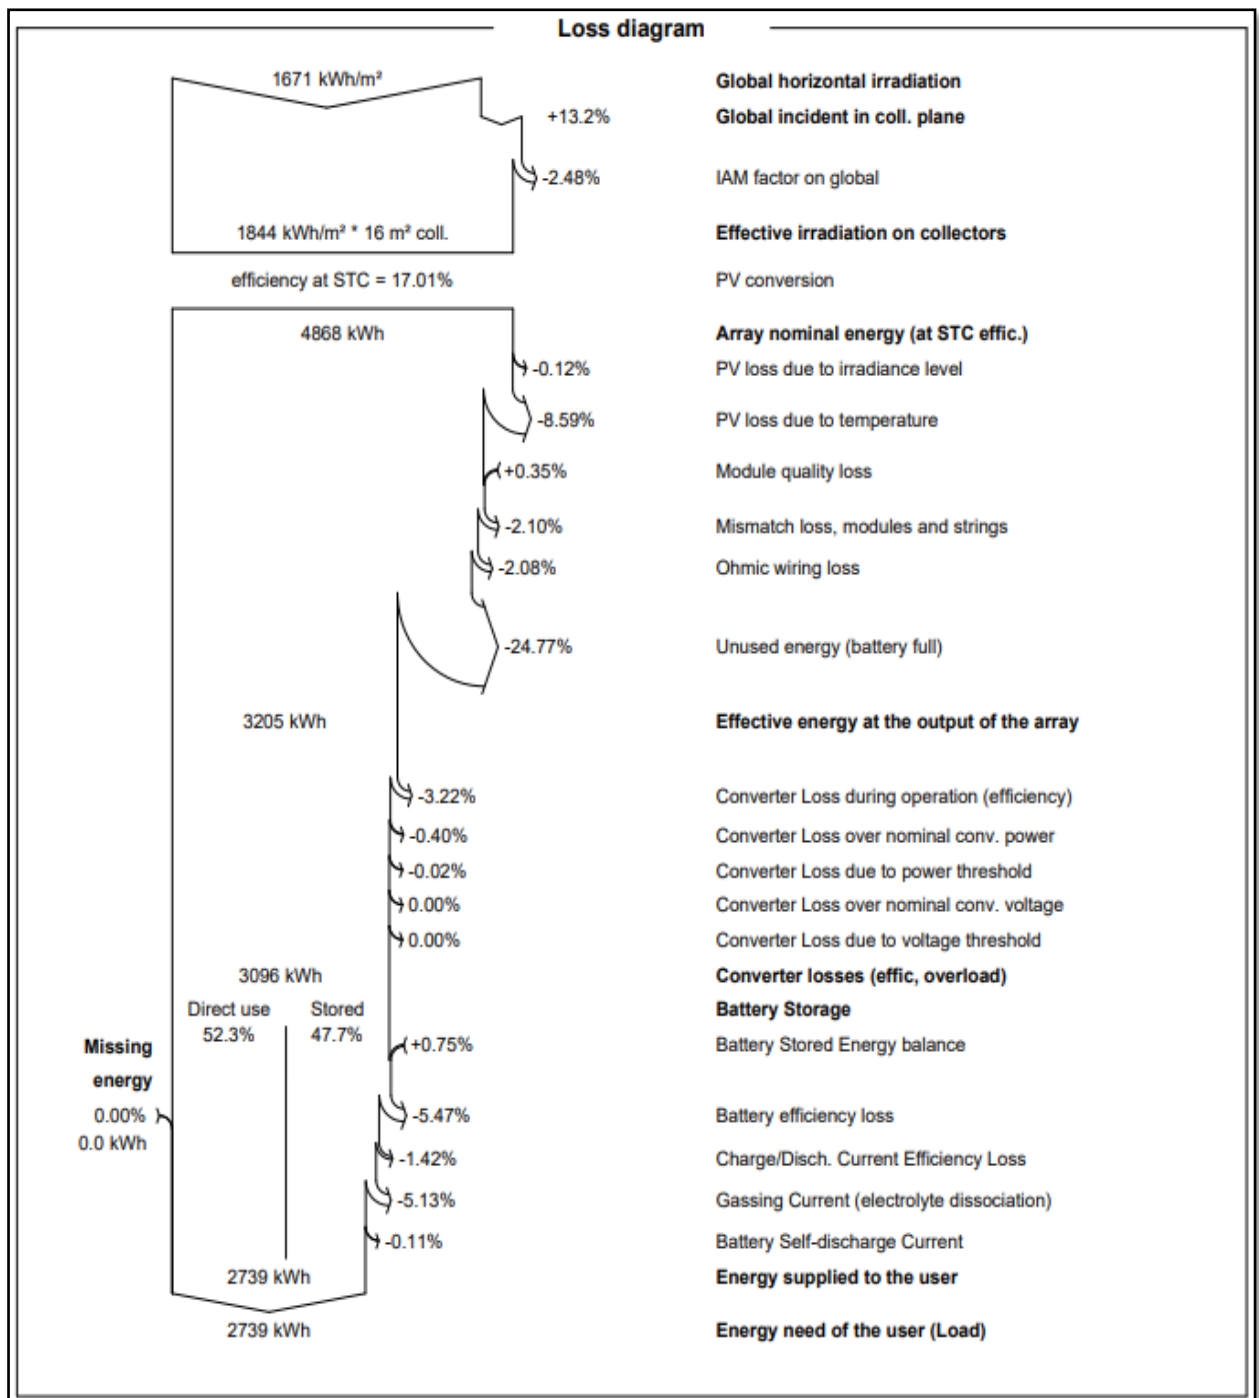 Loss diagram
1671 kWh/m² Global horizontal irradiation
+13.2% Global incident in coll. plane
-2.48% IAM factor on global
1844 kWh/m² * 16 m² coll. Effective irradiation on collectors
efficiency at STC = 17.01% PV conversion
4868 kWh Array nominal energy (at STC effic.)
-0.12% PV loss due to irradiance level
-8.59% PV loss due to temperature
+0.35% Module quality loss
-2.10% Mismatch loss, modules and strings
-2.08% Ohmic wiring loss
-24.77% Unused energy (battery full)
3205 kWh Effective energy at the output of the array
-3.22% Converter Loss during operation (efficiency)
-0.40% Converter Loss over nominal conv. power
-0.02% Converter Loss due to power threshold
0.00% Converter Loss over nominal conv. voltage
0.00% Converter Loss due to voltage threshold
3096 kWh Converter losses (effic, overload)
Direct use Stored Battery Storage
52.3% 47.7%
Missing +0.75% Battery Stored Energy balance
energy
0.00% -5.47% Battery efficiency loss
0.0 kWh
-1.42% Charge/Disch. Current Efficiency Loss
-5.13% Gassing Current (electrolyte dissociation)
-0.11% Battery Self-discharge Current
2739 kWh Energy supplied to the user
2739 kWh Energy need of the user (Load)